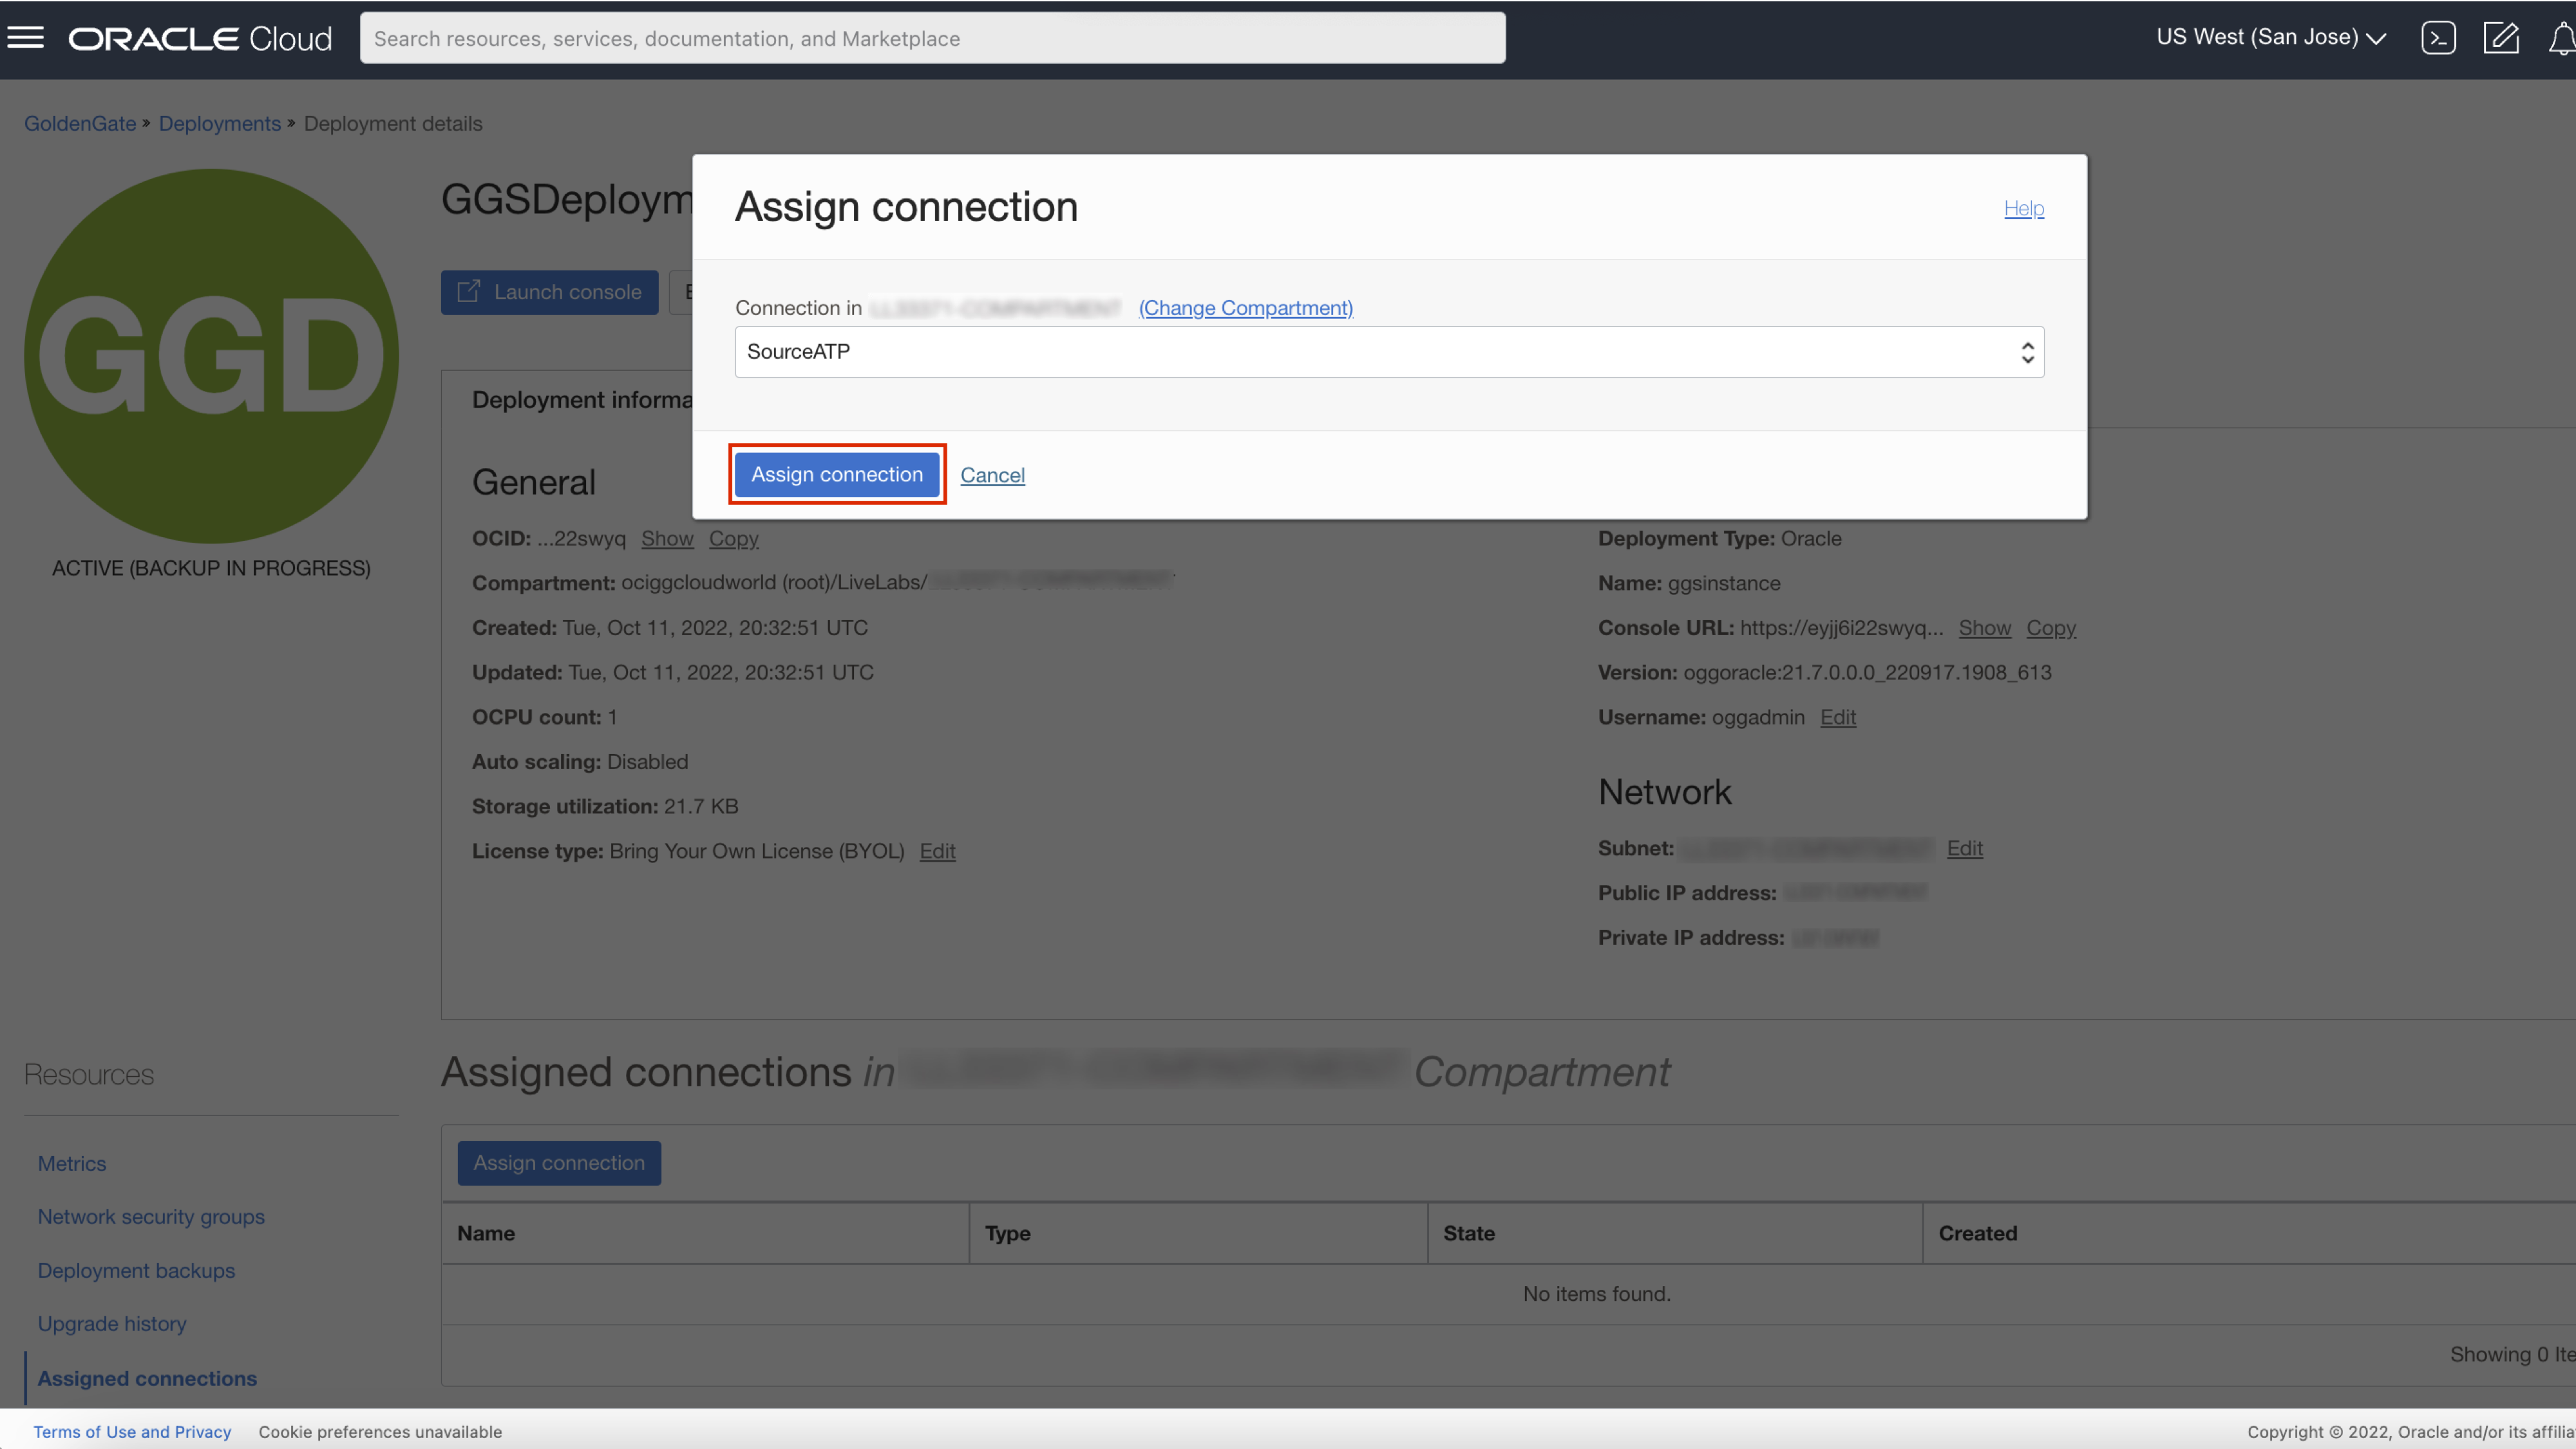 ORACLE Cloud
Search resources, services, documentation, and Marketplace
US West (San Jose)
GoldenGate » Deployments » Deployment details
GGD
ACTIVE (BACKUP IN PROGRESS)
GGSDeploym
Launch console
Assign connection
Help
Connection in
(Change Compartment)
SourceATP
Assign connection
Cancel
Deployment informa
General
OCID: ...22swyq Show Copy
Compartment: ociggcloudworld (root)/LiveLabs/
Created: Tue, Oct 11, 2022, 20:32:51 UTC
Updated: Tue, Oct 11, 2022, 20:32:51 UTC
OCPU count: 1
Auto scaling: Disabled
Storage utilization: 21.7 KB
License type: Bring Your Own License (BYOL) Edit
Deployment Type: Oracle
Name: ggsinstance
Console URL: https://eyjj6i22swyq... Show Copy
Version: oggoracle:21.7.0.0.0_220917.1908_613
Username: oggadmin Edit
Network
Subnet: Edit
Public IP address:
Private IP address:
Resources
Metrics
Network security groups
Deployment backups
Upgrade history
Assigned connections
Assigned connections in Compartment
Assign connection
Name Type State Created
No items found.
Showing 0 Ite
Terms of Use and Privacy Cookie preferences unavailable
Copyright © 2022, Oracle and/or its affilia